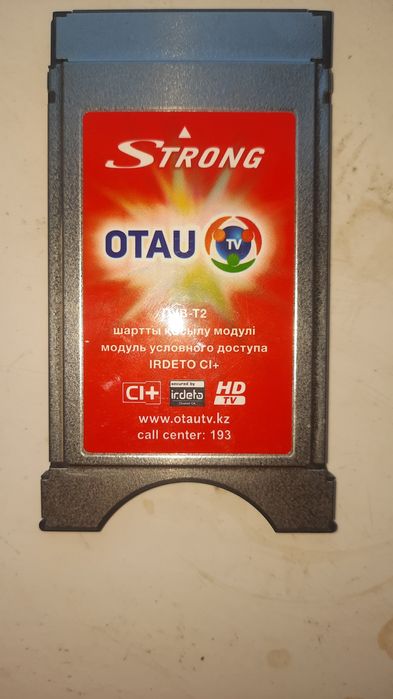 STRONG
OTAU TV
DVB-T2
шартты қосылу модулі
модуль условного доступа
IRDETO CI+
CI+
secured by
irdeto
HD
TV
www.otautv.kz
call center: 193